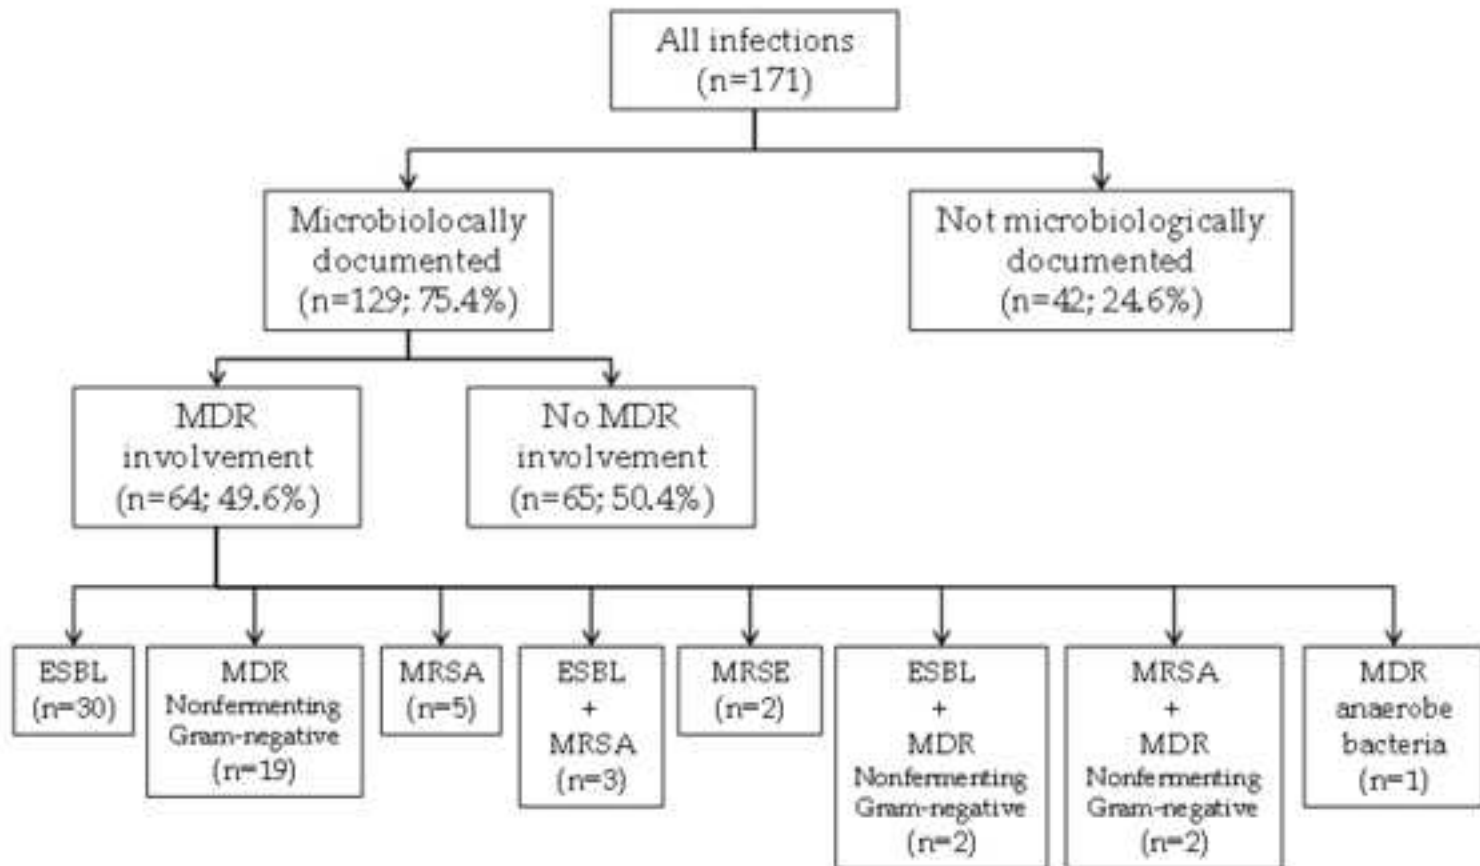 All infections
(n=171)
Microbiolocally
documented
(n=129; 75.4%)
Not microbiologically
documented
(n=42; 24.6%)
MDR
involvement
(n=64; 49.6%)
No MDR
involvement
(n=65; 50.4%)
ESBL
(n=30)
MDR
Nonfermenting
Gram-negative
(n=19)
MRSA
(n=5)
ESBL
+
MRSA
(n=3)
MRSE
(n=2)
ESBL
+
MDR
Nonfermenting
Gram-negative
(n=2)
MRSA
+
MDR
Nonfermenting
Gram-negative
(n=2)
MDR
anaerobe
bacteria
(n=1)